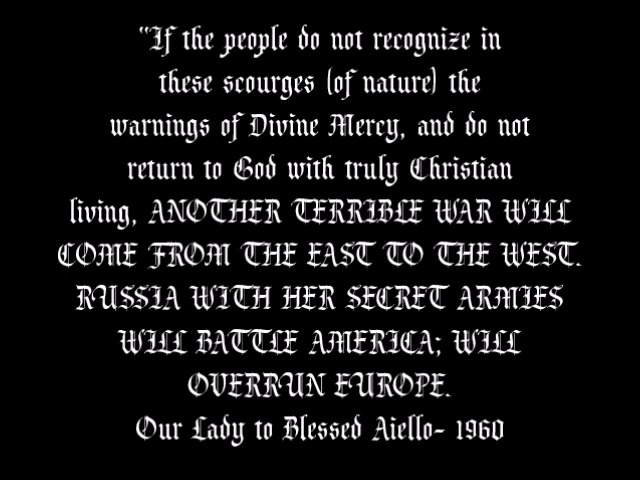 “If the people do not recognize in
these scourges (of nature) the
warnings of Divine Mercy, and do not
return to God with truly Christian
living, ANOTHER TERRIBLE WAR WILL
COME FROM THE EAST TO THE WEST.
RUSSIA WITH HER SECRET ARMIES
WILL BATTLE AMERICA; WILL
OVERRUN EUROPE.
Our Lady to Blessed Aiello- 1960